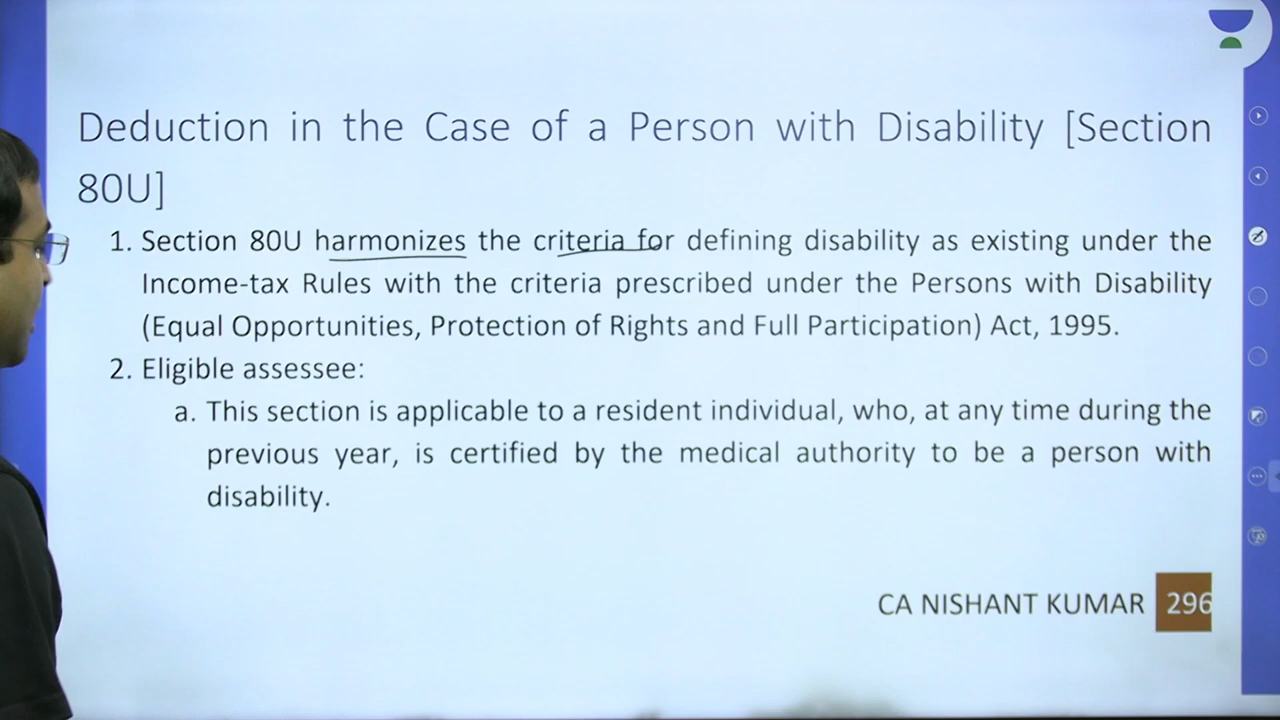 Deduction in the Case of a Person with Disability [Section
80U]
1. Section 80U harmonizes the criteria for defining disability as existing under the
Income-tax Rules with the criteria prescribed under the Persons with Disability
(Equal Opportunities, Protection of Rights and Full Participation) Act, 1995.
2. Eligible assessee:
a. This section is applicable to a resident individual, who, at any time during the
previous year, is certified by the medical authority to be a person with
disability.
CA NISHANT KUMAR 296